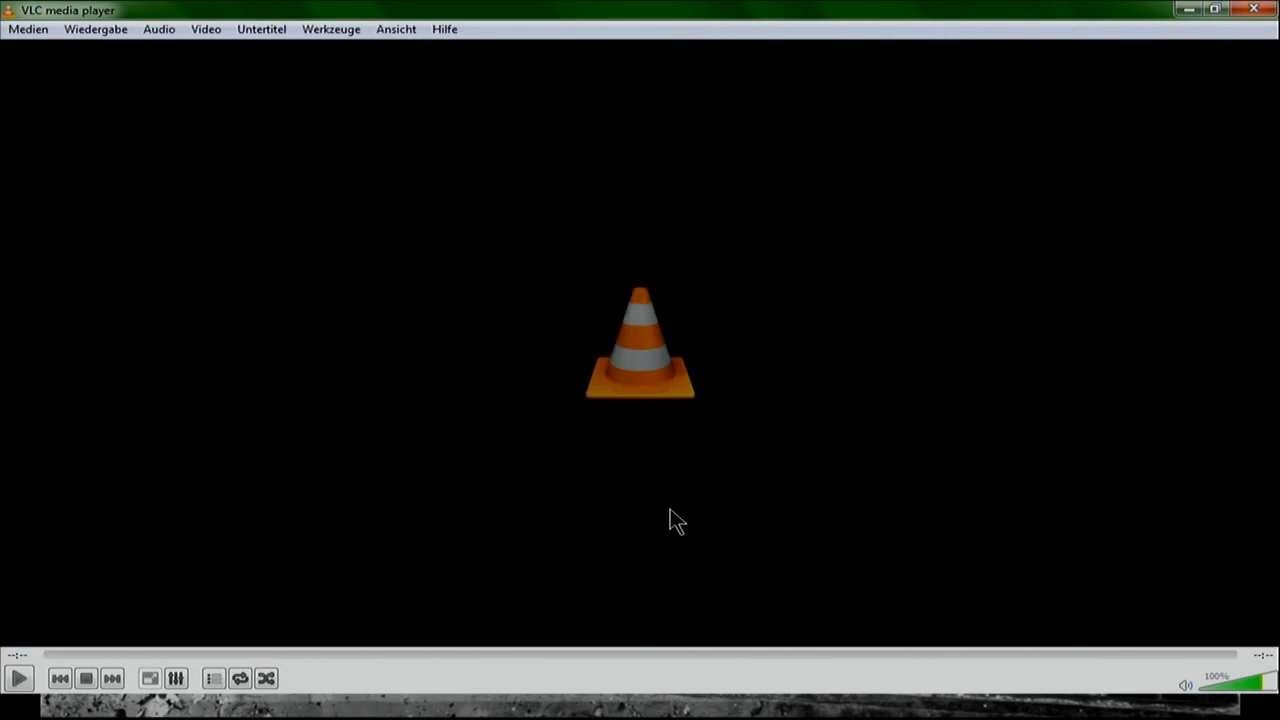 VLC media player
Medien Wiedergabe Audio Video Untertitel Werkzeuge Ansicht Hilfe
--:-- --:--
100%